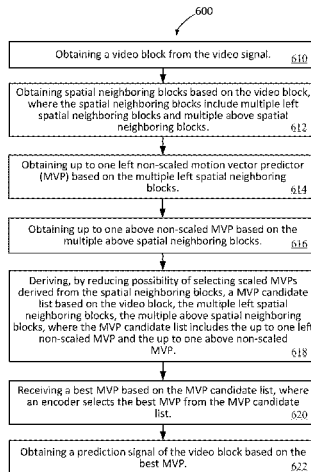 600
Obtaining a video block from the video signal.
610
Obtaining spatial neighboring blocks based on the video block,
where the spatial neighboring blocks include multiple left
spatial neighboring blocks and multiple above spatial
neighboring blocks.
612
Obtaining up to one left non-scaled motion vector predictor
(MVP) based on the multiple left spatial neighboring
blocks.
614
Obtaining up to one above non-scaled MVP based on the
multiple above spatial neighboring blocks.
616
Deriving, by reducing possibility of selecting scaled MVPs
derived from the spatial neighboring blocks, a MVP candidate
list based on the video block, the multiple left spatial
neighboring blocks, the multiple above spatial neighboring
blocks, where the MVP candidate list includes the up to one left
non-scaled MVP and the up to one above non-scaled
MVP.
618
Receiving a best MVP based on the MVP candidate list, where
an encoder selects the best MVP from the MVP candidate
list.
620
Obtaining a prediction signal of the video block based on the
best MVP.
622